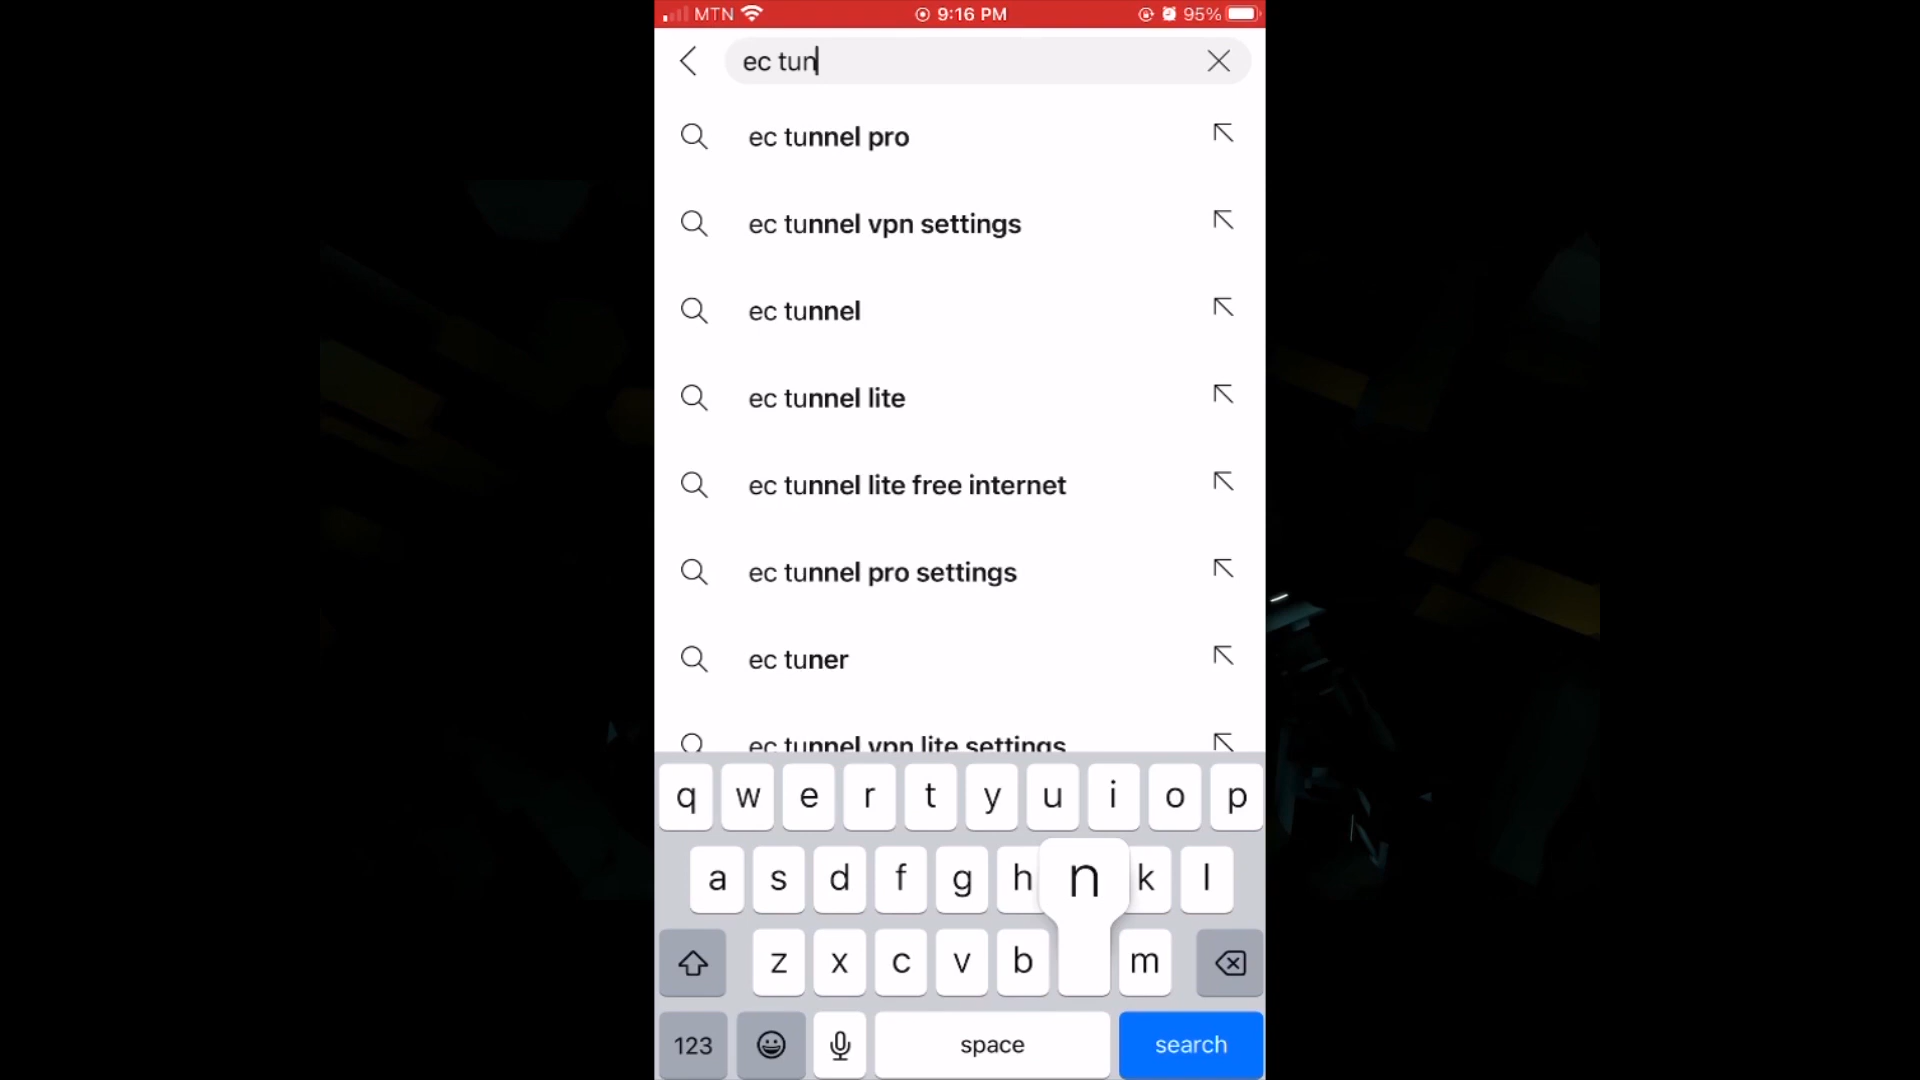 MTN 9:16 PM 95%
ec tun
ec tunnel pro
ec tunnel vpn settings
ec tunnel
ec tunnel lite
ec tunnel lite free internet
ec tunnel pro settings
ec tuner
ec tunnel vpn lite settings
q w e r t y u i o p
a s d f g h n k l
z x c v b m
123 space search